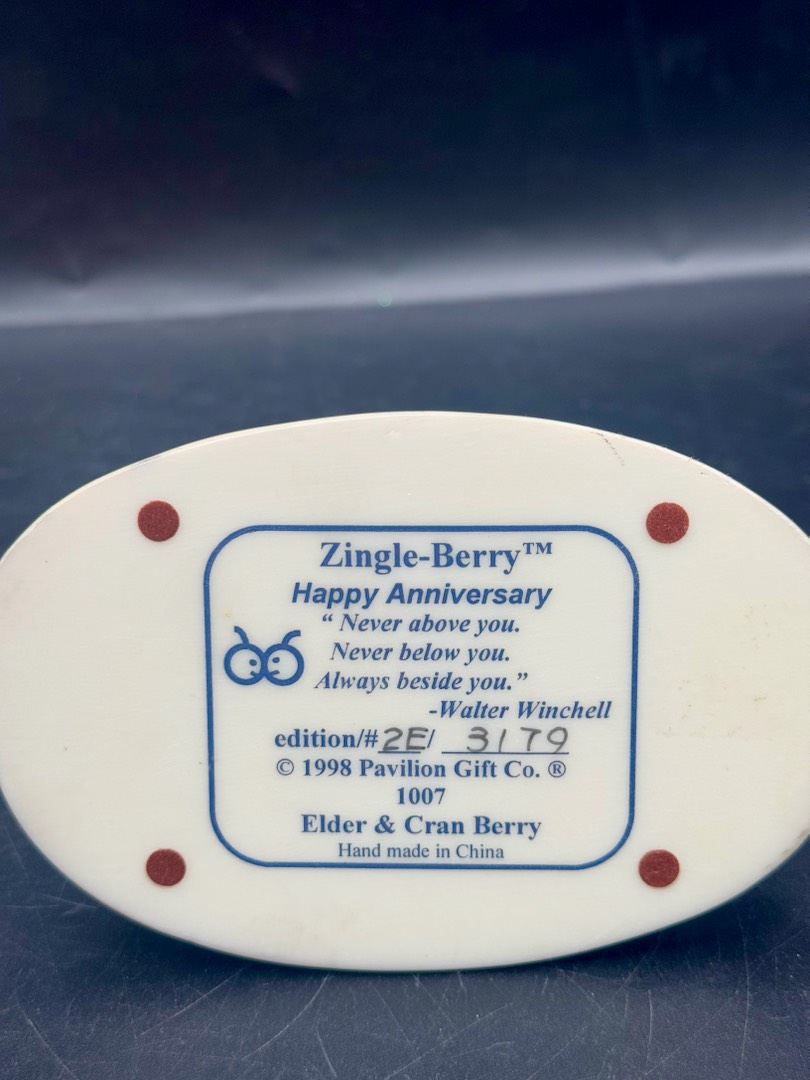 Zingle-Berry™
Happy Anniversary
“ Never above you.
Never below you.
Always beside you.”
-Walter Winchell
edition/# 2E/ 3179
© 1998 Pavilion Gift Co. ®
1007
Elder & Cran Berry
Hand made in China